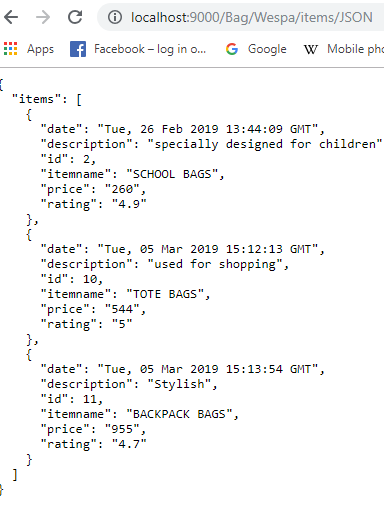 localhost:9000/Bag/Wespa/items/JSON
Apps Facebook – log in o... Google W Mobile pho
{
  "items": [
    {
      "date": "Tue, 26 Feb 2019 13:44:09 GMT",
      "description": "specially designed for children"
      "id": 2,
      "itemname": "SCHOOL BAGS",
      "price": "260",
      "rating": "4.9"
    },
    {
      "date": "Tue, 05 Mar 2019 15:12:13 GMT",
      "description": "used for shopping",
      "id": 10,
      "itemname": "TOTE BAGS",
      "price": "544",
      "rating": "5"
    },
    {
      "date": "Tue, 05 Mar 2019 15:13:54 GMT",
      "description": "Stylish",
      "id": 11,
      "itemname": "BACKPACK BAGS",
      "price": "955",
      "rating": "4.7"
    }
  ]
}